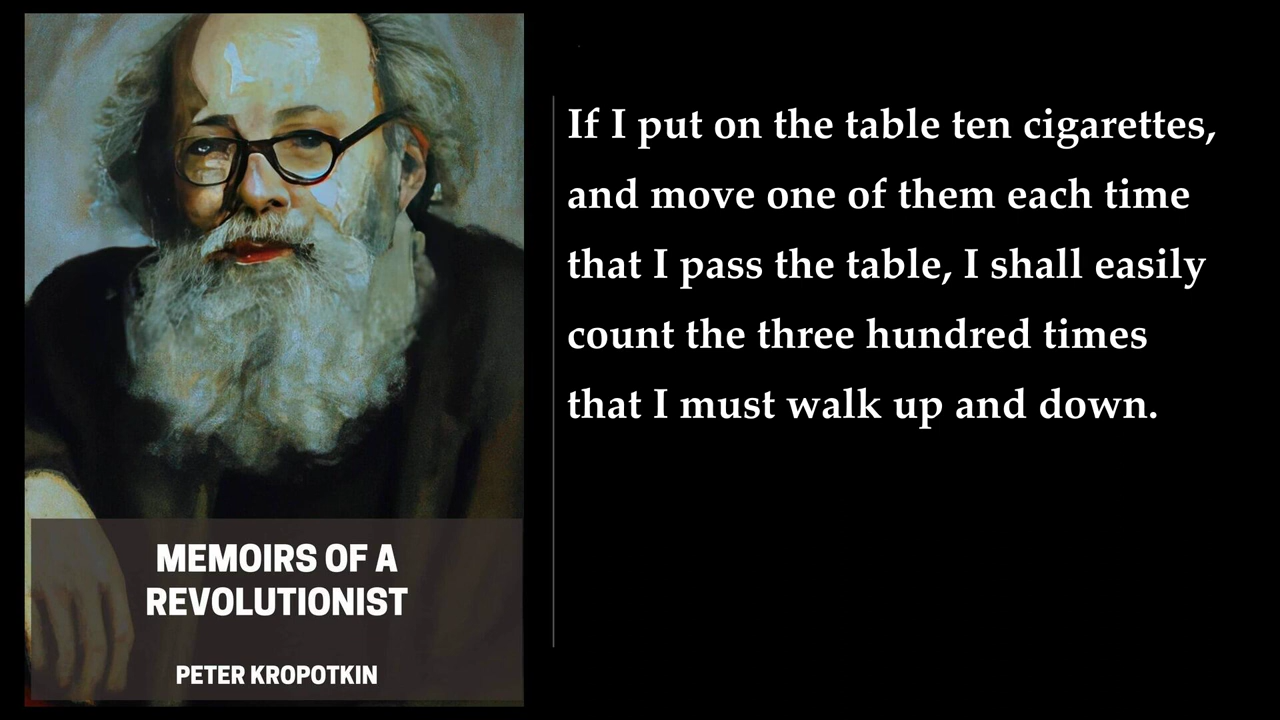 If I put on the table ten cigarettes,
and move one of them each time
that I pass the table, I shall easily
count the three hundred times
that I must walk up and down.
MEMOIRS OF A
REVOLUTIONIST
PETER KROPOTKIN